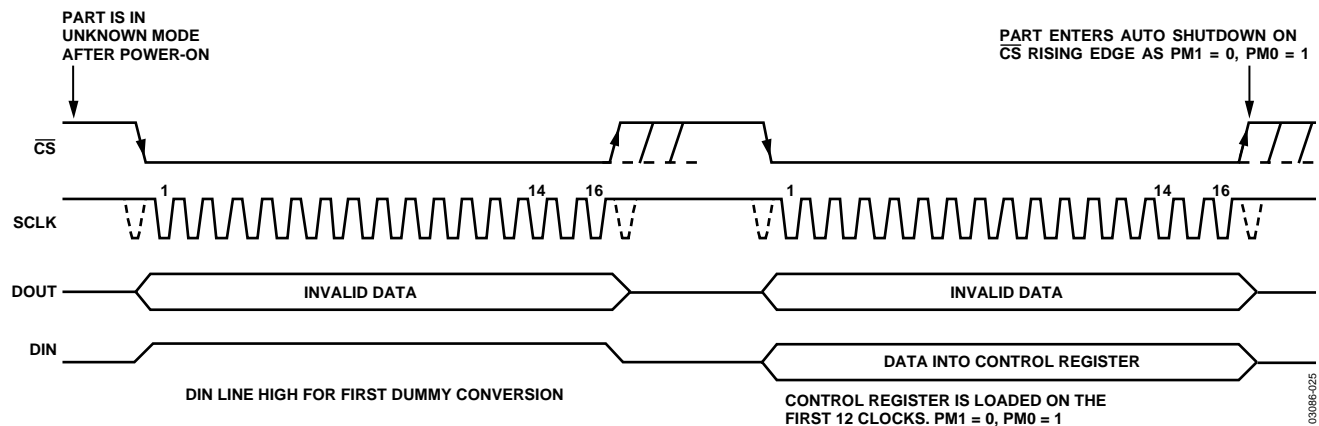 PART IS IN
UNKNOWN MODE
AFTER POWER-ON
PART ENTERS AUTO SHUTDOWN ON
CS RISING EDGE AS PM1 = 0, PM0 = 1
CS
SCLK
1 14 16 1 14 16
DOUT INVALID DATA INVALID DATA
DIN DATA INTO CONTROL REGISTER
DIN LINE HIGH FOR FIRST DUMMY CONVERSION
CONTROL REGISTER IS LOADED ON THE
FIRST 12 CLOCKS. PM1 = 0, PM0 = 1
03086-025